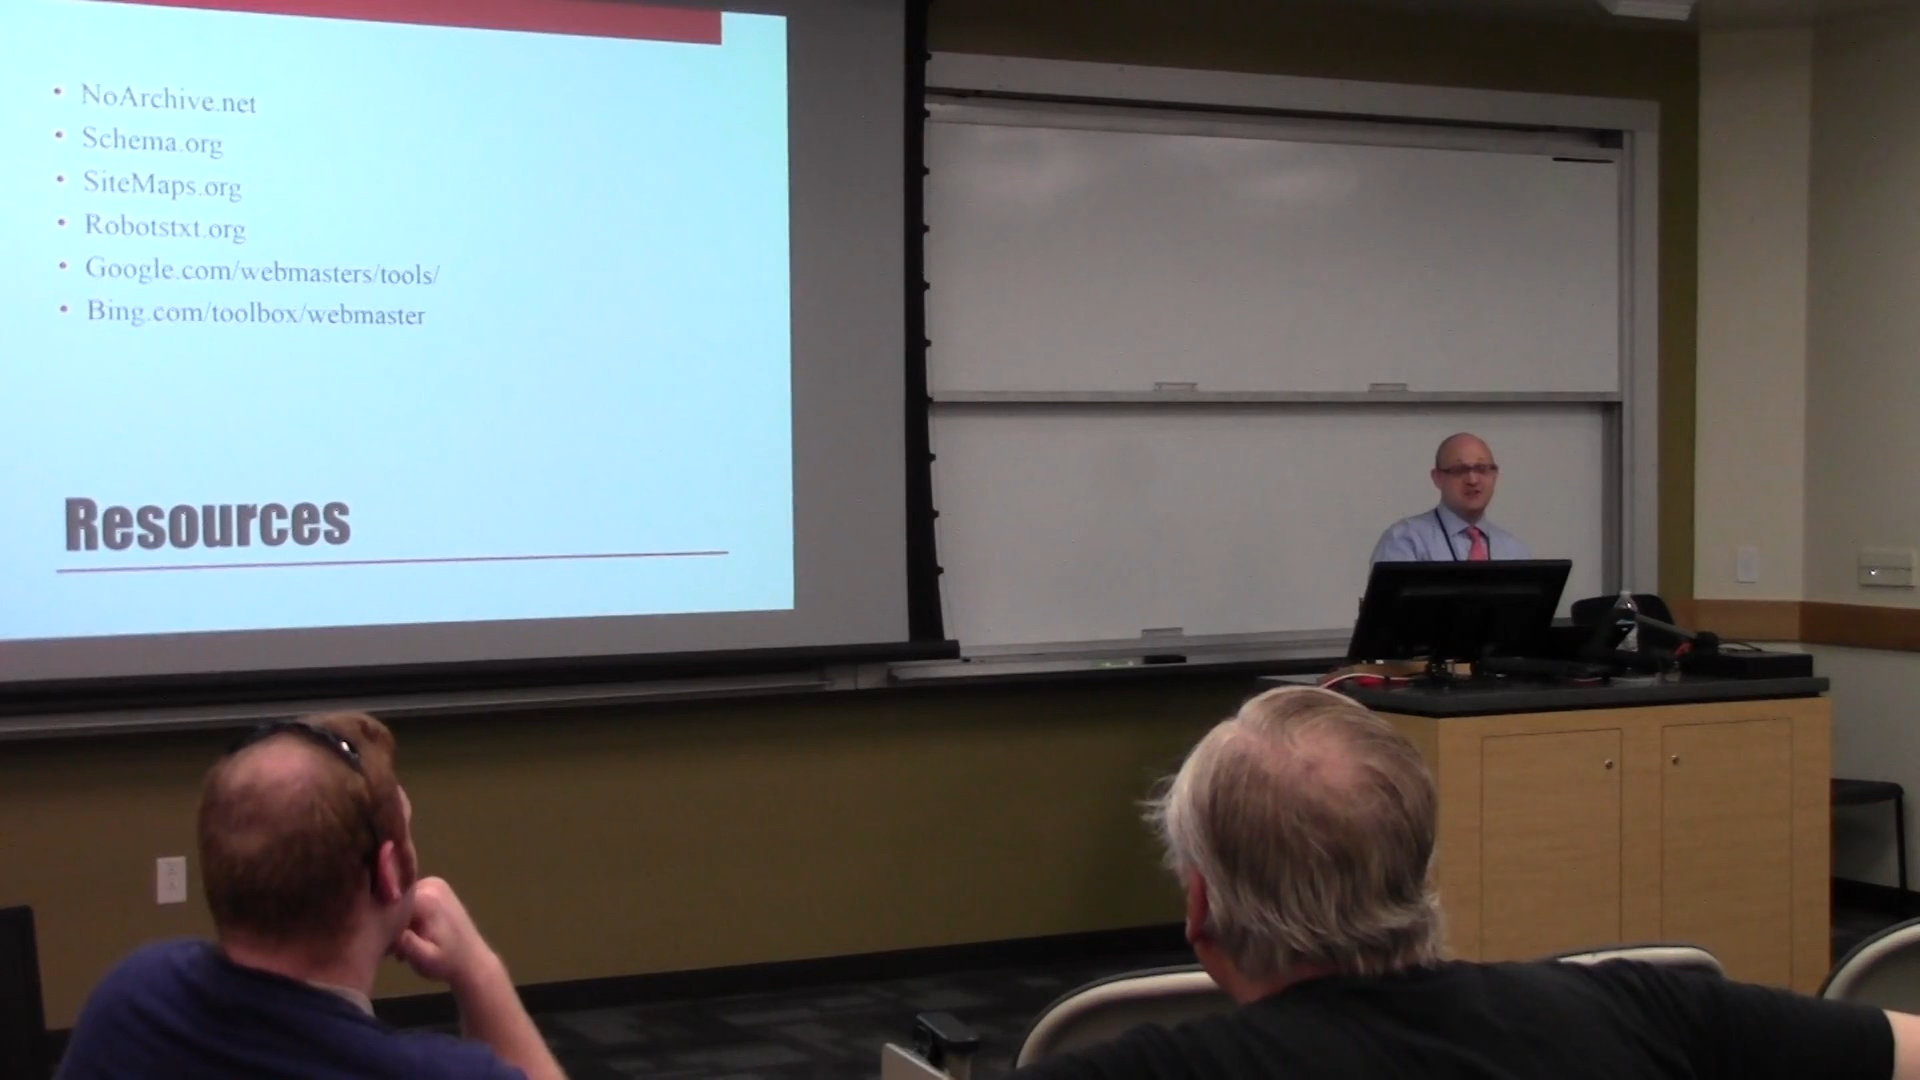 NoArchive.net
Schema.org
SiteMaps.org
Robotstxt.org
Google.com/webmasters/tools/
Bing.com/toolbox/webmaster
Resources